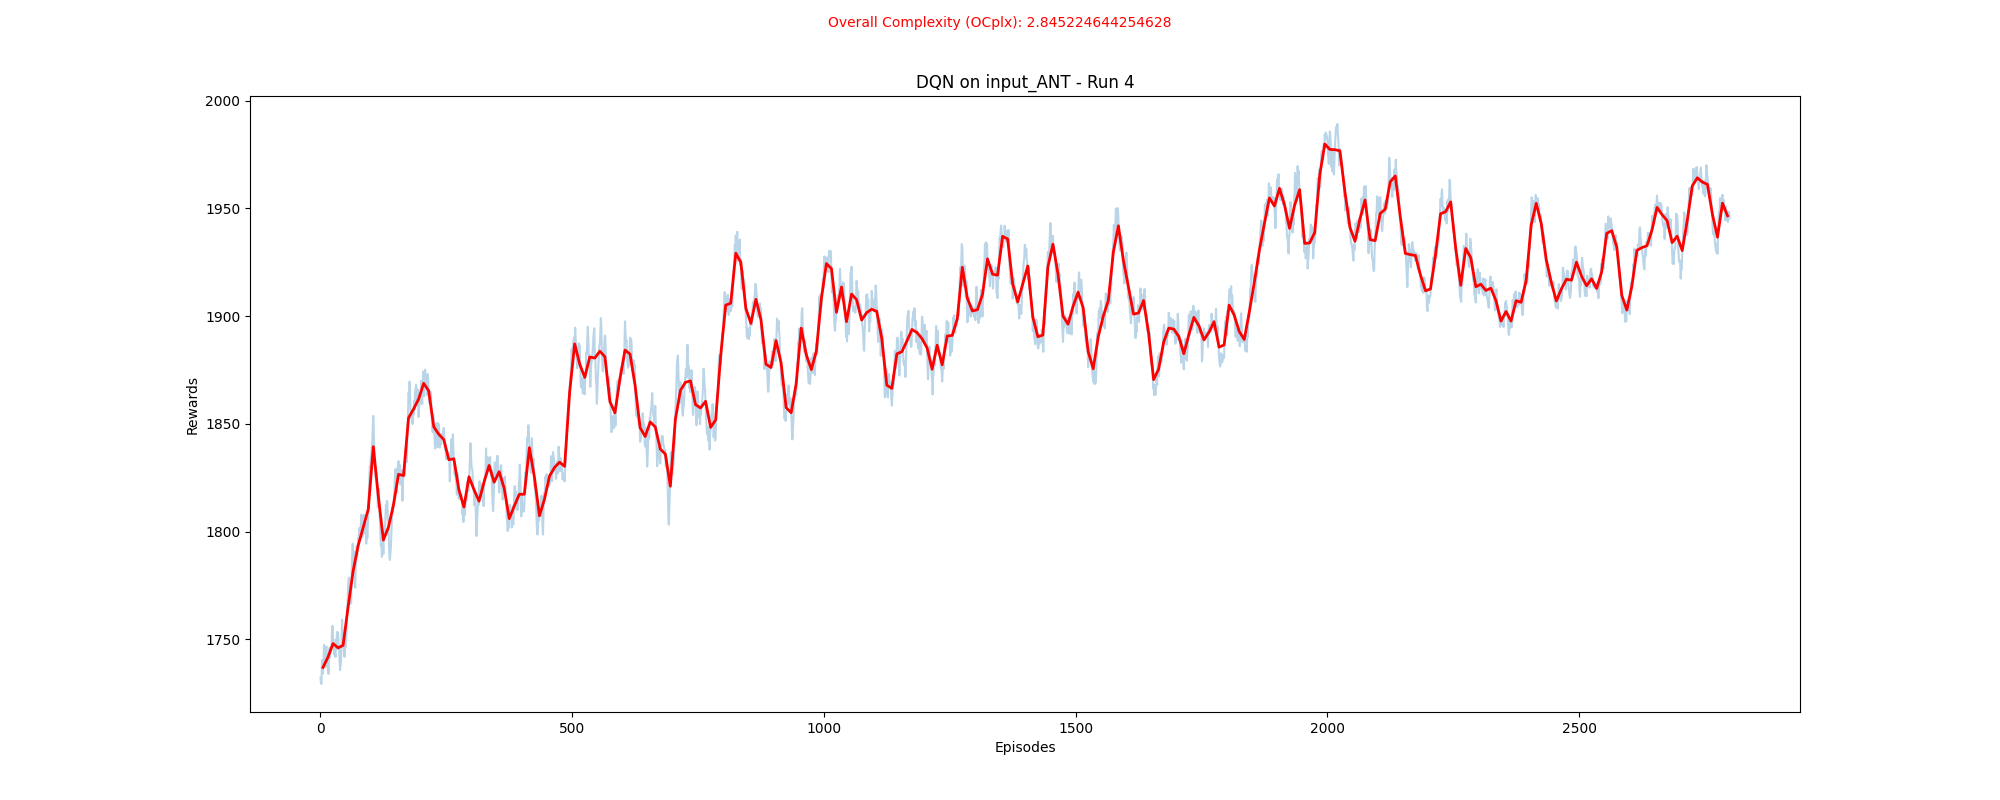 Overall Complexity (OCplx): 2.845224644254628
DQN on input_ANT - Run 4
2000
1950
1900
1850
1800
1750
Rewards
0 500 1000 1500 2000 2500
Episodes